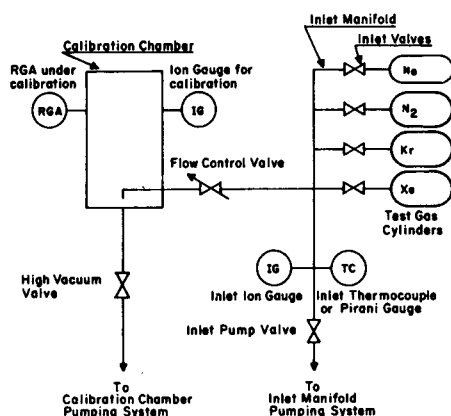 Calibration Chamber
Inlet Manifold
Inlet Valves
RGA under
calibration
Ion Gauge for
calibration
RGA
IG
Ne
N2
Kr
Xe
Flow Control Valve
Test Gas
Cylinders
High Vacuum
Valve
IG
TC
Inlet Ion Gauge
Inlet Thermocouple
or Pirani Gauge
Inlet Pump Valve
To
Calibration Chamber
Pumping System
To
Inlet Manifold
Pumping System